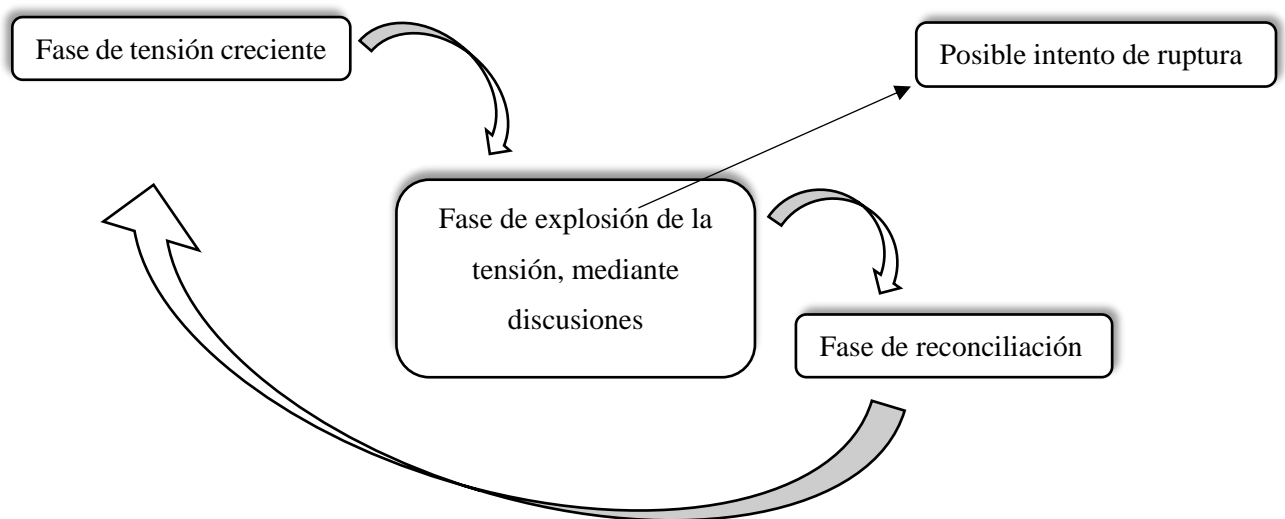 Fase de tensión creciente
Posible intento de ruptura
Fase de explosión de la
tensión, mediante
discusiones
Fase de reconciliación